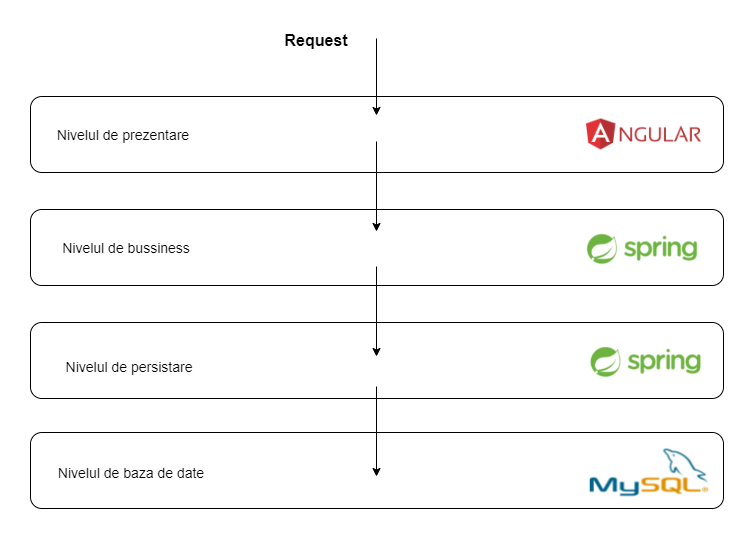 Request
Nivelul de prezentare
ANGULAR
Nivelul de bussiness
spring
Nivelul de persistare
spring
Nivelul de baza de date
MySQL®